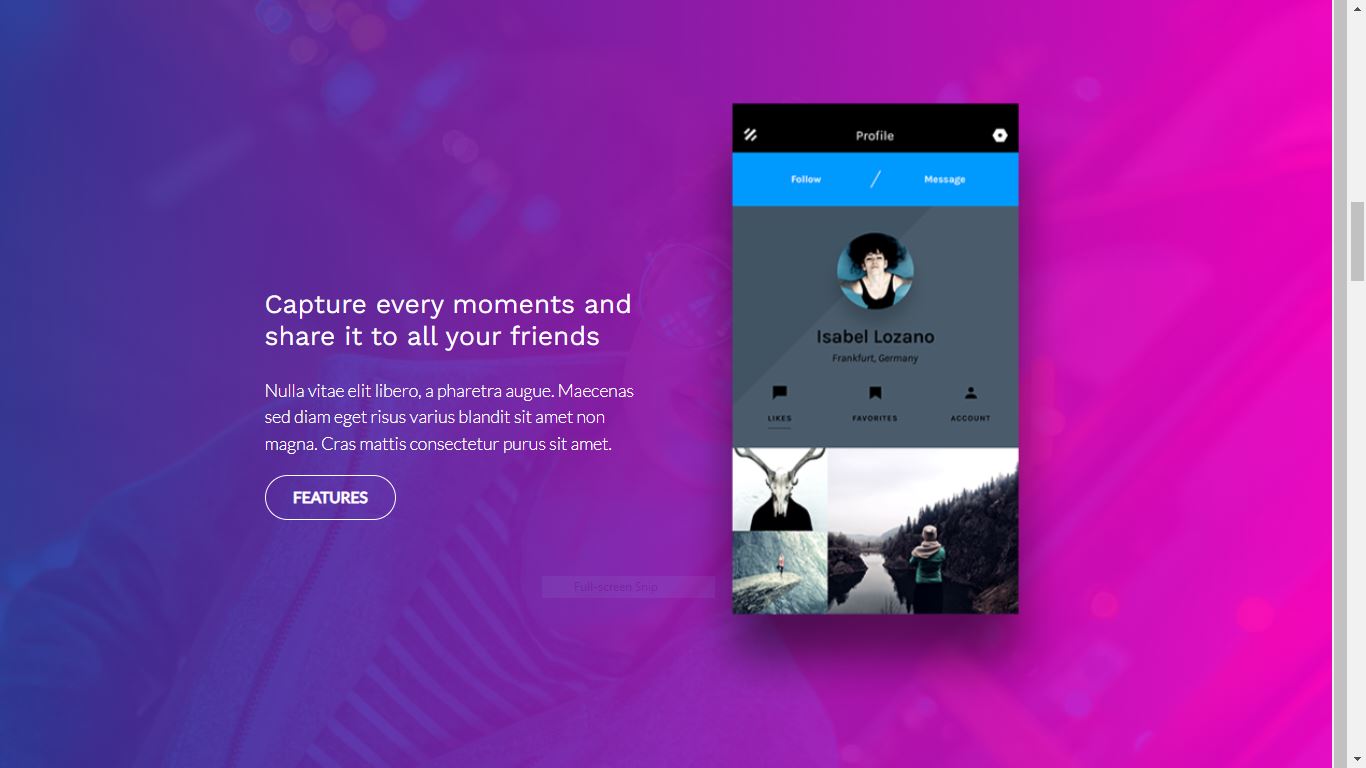 Capture every moments and
share it to all your friends
Nulla vitae elit libero, a pharetra augue. Maecenas
sed diam eget risus varius blandit sit amet non
magna. Cras mattis consectetur purus sit amet.
FEATURES
Full-screen Snip
Profile
Follow / Message
Isabel Lozano
Frankfurt, Germany
LIKES FAVORITES ACCOUNT